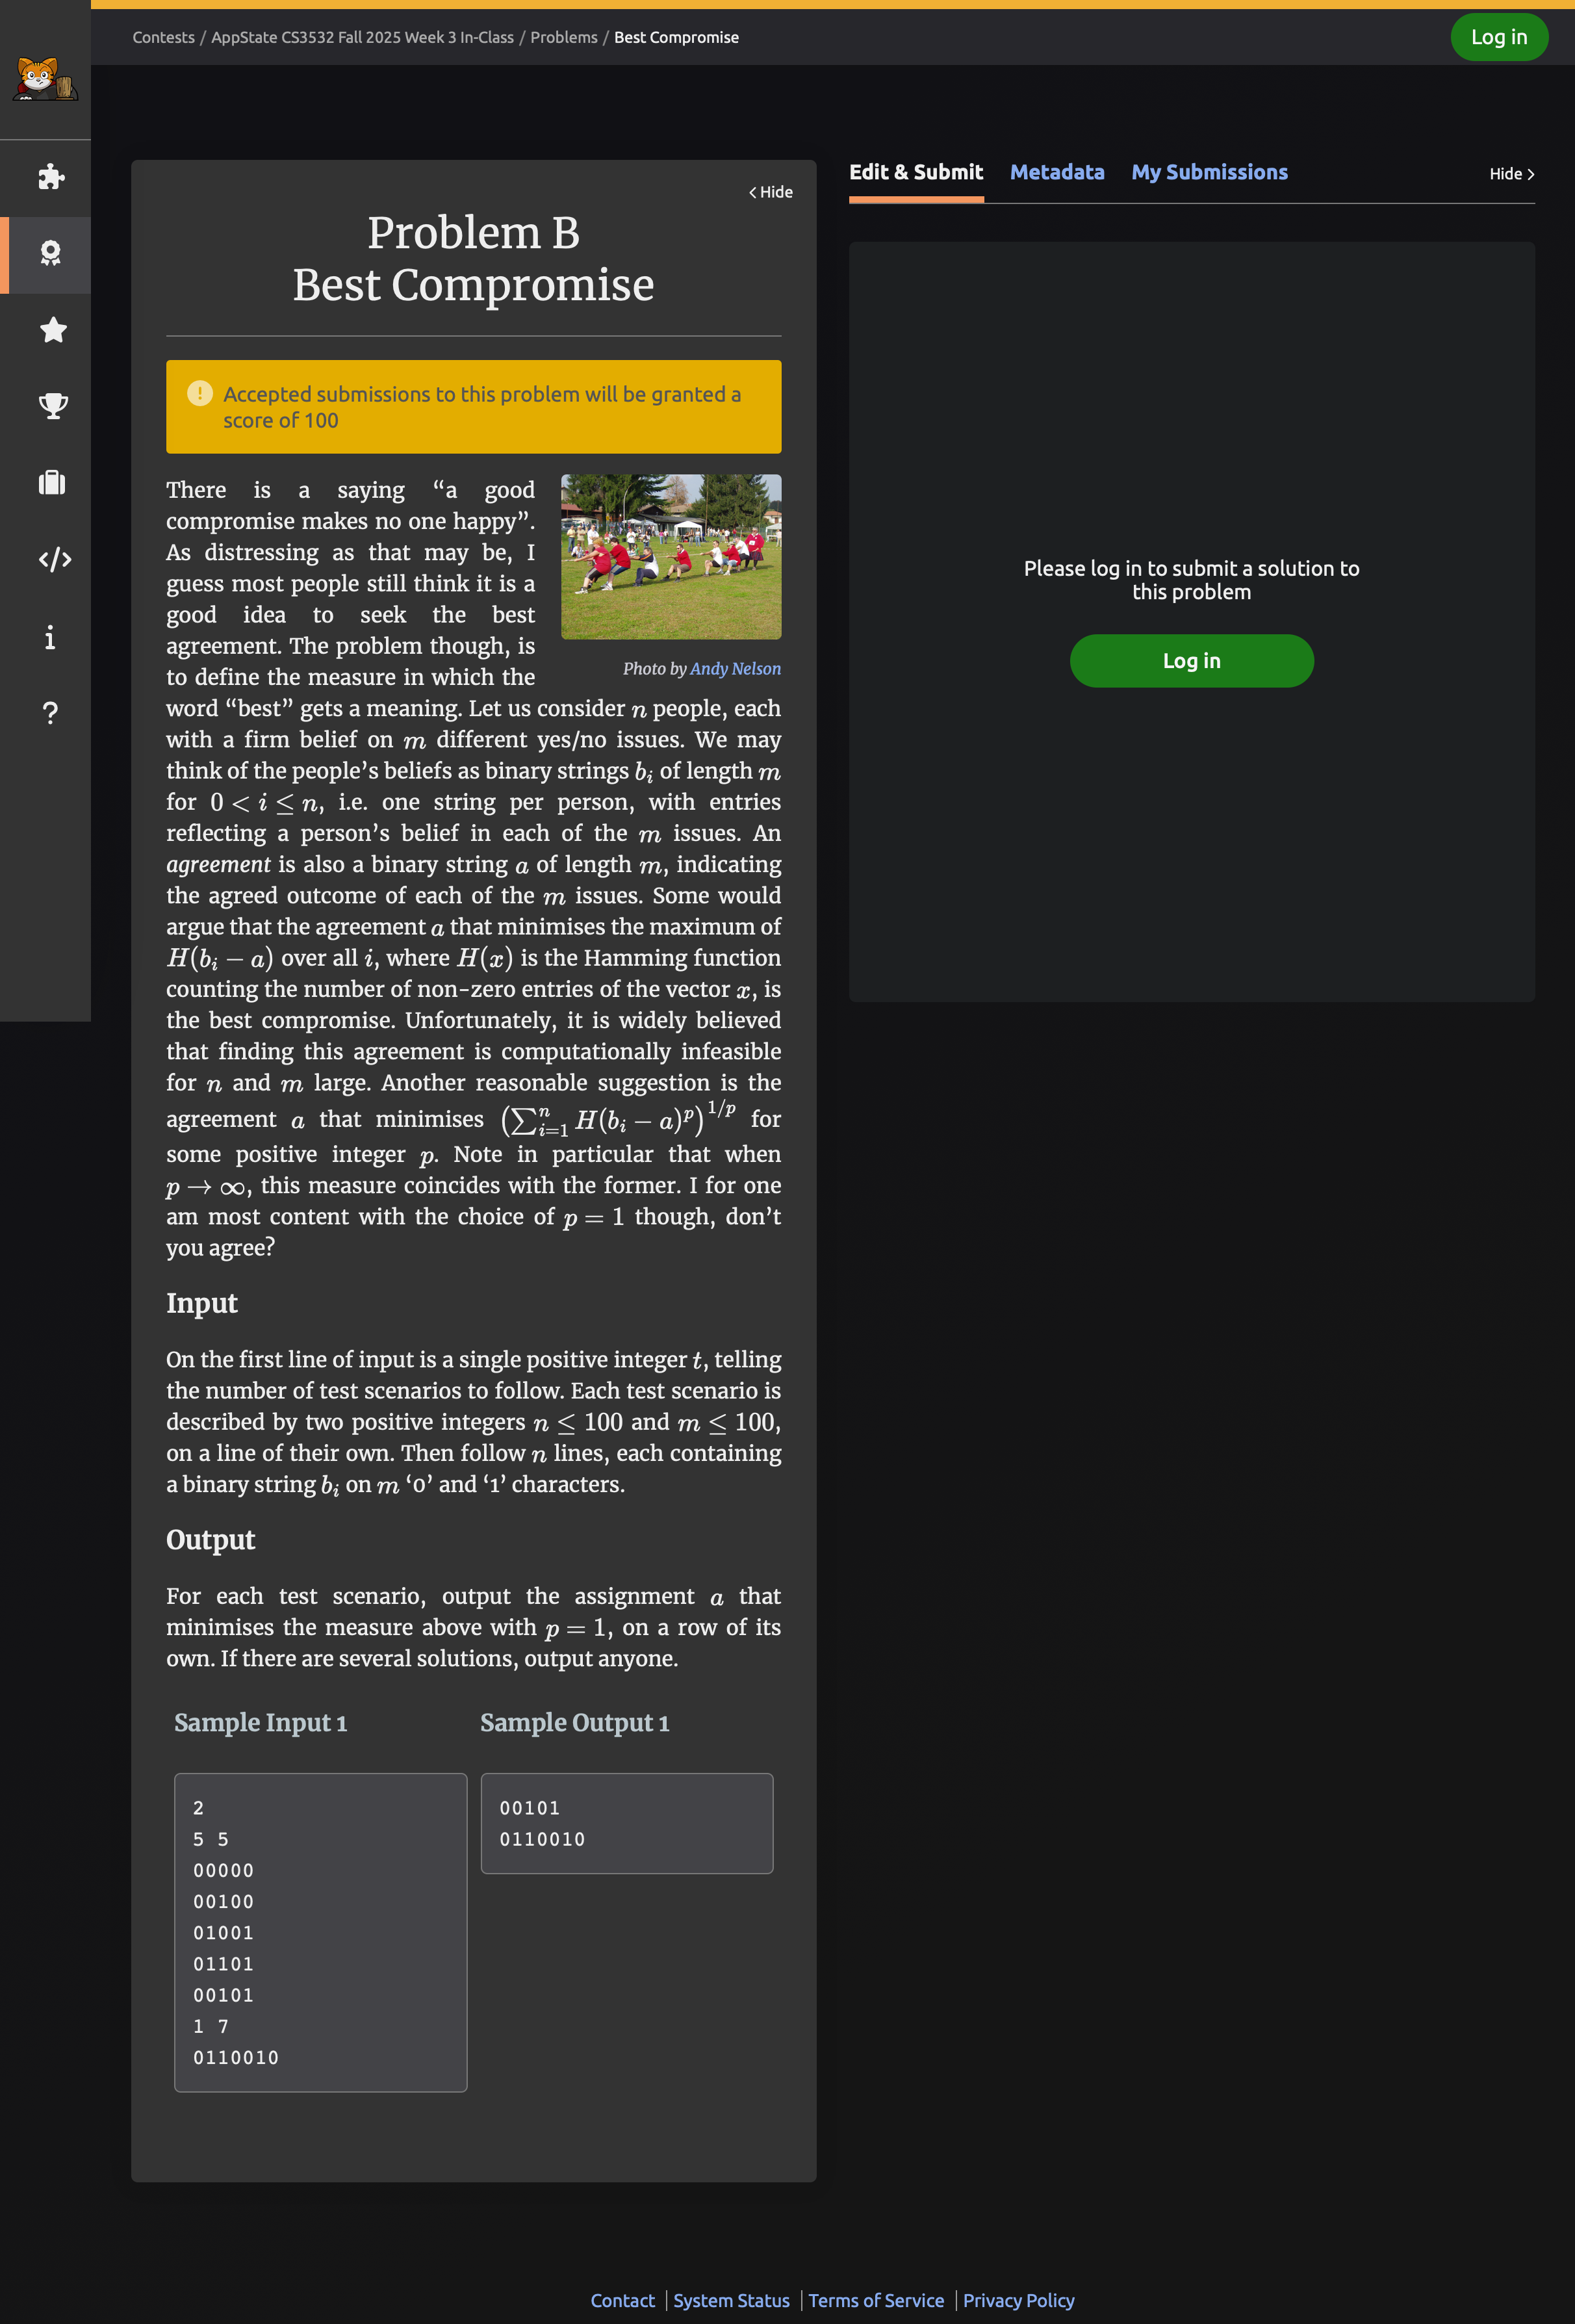 Contests / AppState CS3532 Fall 2025 Week 3 In-Class / Problems / Best Compromise
Log in
Hide
Problem B
Best Compromise
! Accepted submissions to this problem will be granted a
score of 100
There is a saying “a good
compromise makes no one happy”.
As distressing as that may be, I
guess most people still think it is a
good idea to seek the best
agreement. The problem though, is
to define the measure in which the
Photo by Andy Nelson
word “best” gets a meaning. Let us consider n people, each
with a firm belief on m different yes/no issues. We may
think of the people’s beliefs as binary strings b_i of length m
for 0 < i ≤ n, i.e. one string per person, with entries
reflecting a person’s belief in each of the m issues. An
agreement is also a binary string a of length m, indicating
the agreed outcome of each of the m issues. Some would
argue that the agreement a that minimises the maximum of
H(b_i − a) over all i, where H(x) is the Hamming function
counting the number of non-zero entries of the vector x, is
the best compromise. Unfortunately, it is widely believed
that finding this agreement is computationally infeasible
for n and m large. Another reasonable suggestion is the
agreement a that minimises (∑_{i=1}^n H(b_i − a)^p)^{1/p} for
some positive integer p. Note in particular that when
p → ∞, this measure coincides with the former. I for one
am most content with the choice of p = 1 though, don’t
you agree?
Input
On the first line of input is a single positive integer t, telling
the number of test scenarios to follow. Each test scenario is
described by two positive integers n ≤ 100 and m ≤ 100,
on a line of their own. Then follow n lines, each containing
a binary string b_i on m ‘0’ and ‘1’ characters.
Output
For each test scenario, output the assignment a that
minimises the measure above with p = 1, on a row of its
own. If there are several solutions, output anyone.
Sample Input 1
2
5 5
00000
00100
01001
01101
00101
1 7
0110010
Sample Output 1
00101
0110010
Edit & Submit
Metadata
My Submissions
Hide
Please log in to submit a solution to
this problem
Log in
Contact
System Status
Terms of Service
Privacy Policy